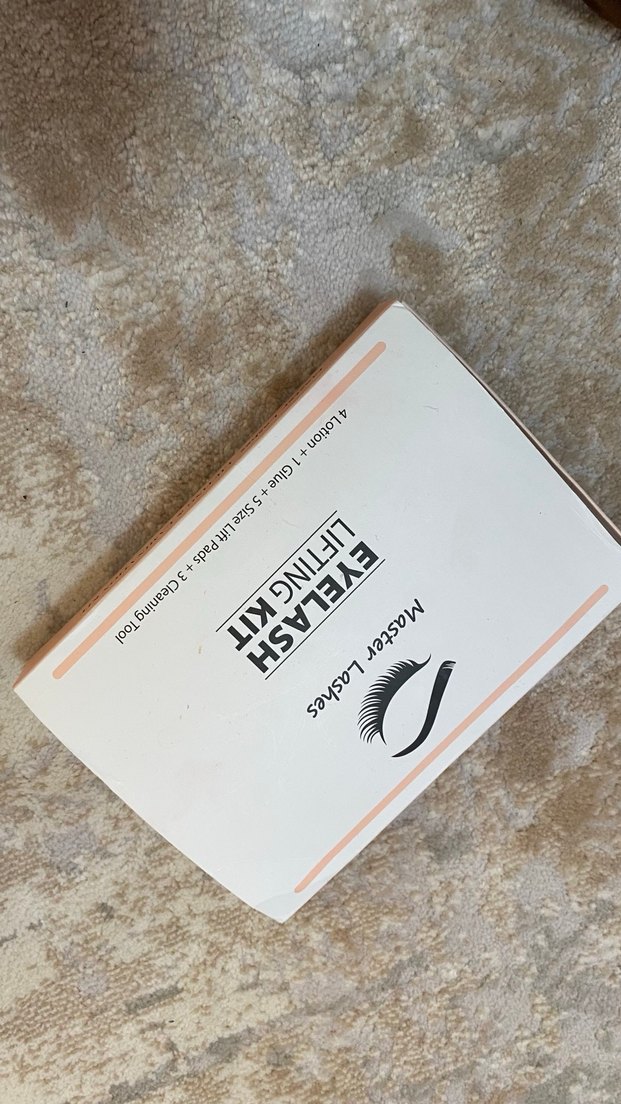 Master Lashes
EYELASH
LIFTING KIT
4 Lotion + 1 Glue + 5 Size Lift Pads + 3 Cleaning Tool